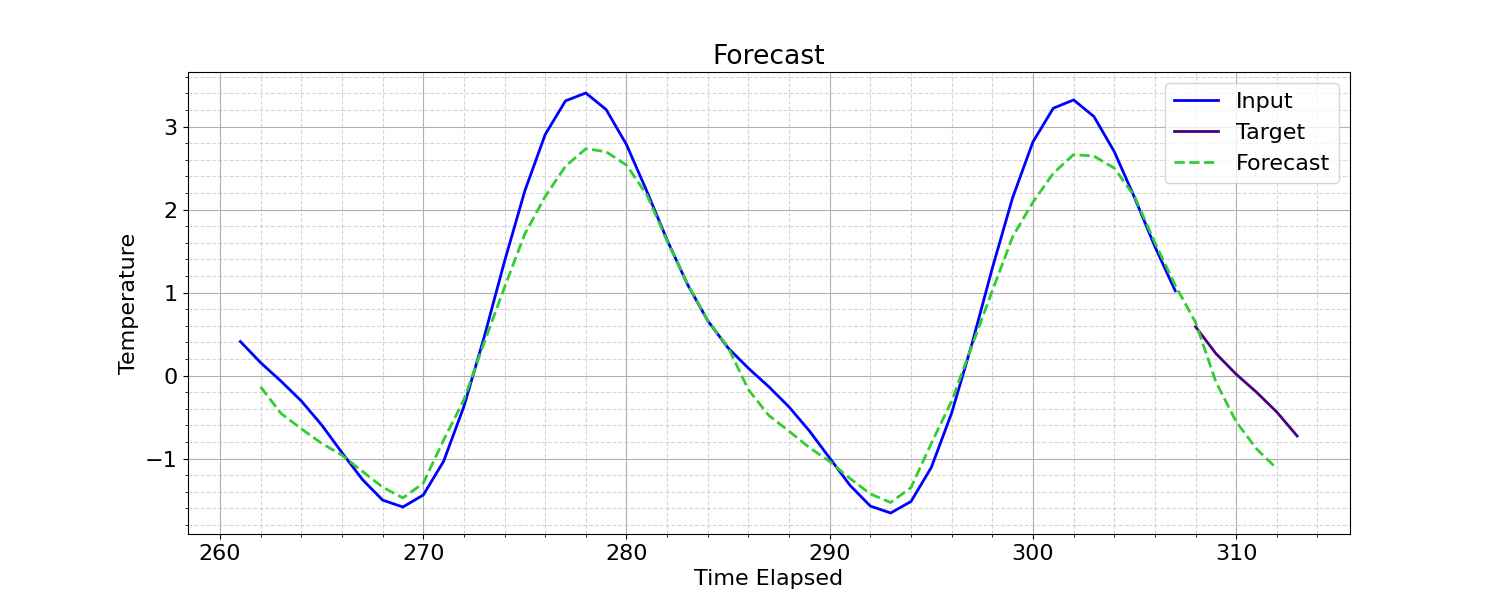 Forecast
Input
Target
Forecast
Temperature
3
2
1
0
−1
260 270 280 290 300 310
Time Elapsed